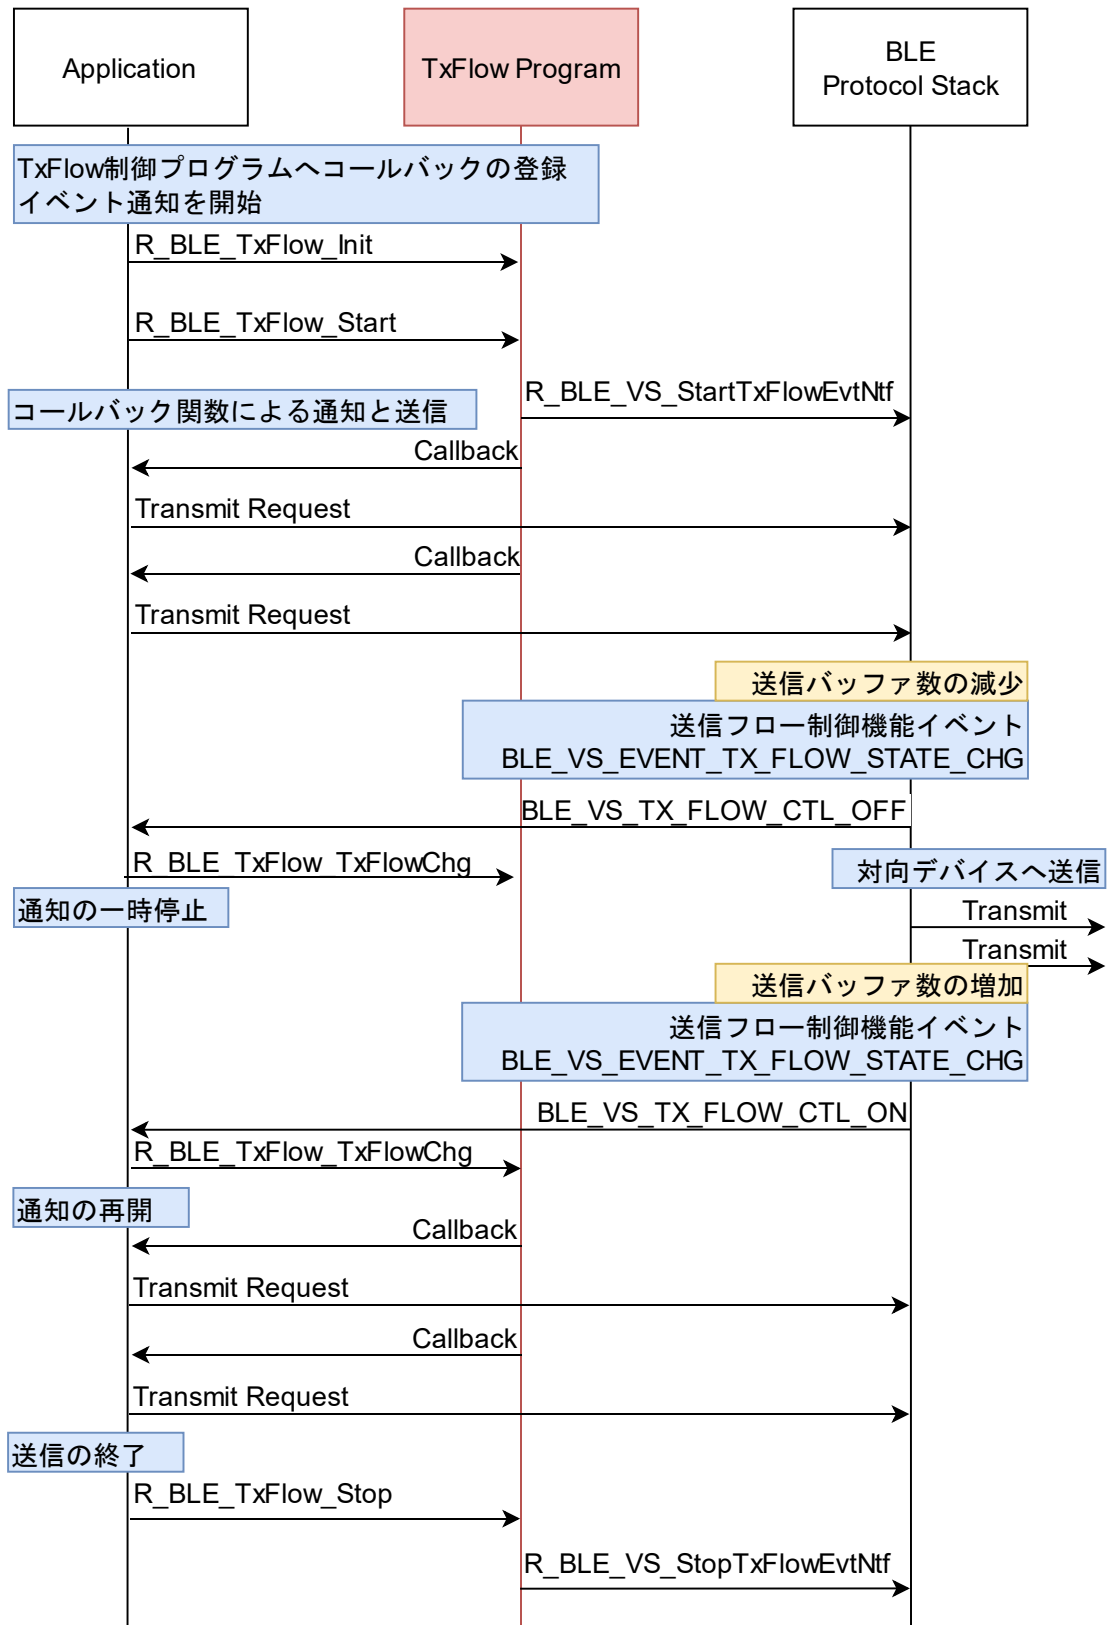 Application
TxFlow Program
BLE
Protocol Stack
TxFlow制御プログラムへコールバックの登録
イベント通知を開始
R_BLE_TxFlow_Init
R_BLE_TxFlow_Start
R_BLE_VS_StartTxFlowEvtNtf
コールバック関数による通知と送信
Callback
Transmit Request
Callback
Transmit Request
送信バッファ数の減少
送信フロー制御機能イベント
BLE_VS_EVENT_TX_FLOW_STATE_CHG
BLE_VS_TX_FLOW_CTL_OFF
R_BLE_TxFlow_TxFlowChg
対向デバイスへ送信
通知の一時停止
Transmit
Transmit
送信バッファ数の増加
送信フロー制御機能イベント
BLE_VS_EVENT_TX_FLOW_STATE_CHG
BLE_VS_TX_FLOW_CTL_ON
R_BLE_TxFlow_TxFlowChg
通知の再開
Callback
Transmit Request
Callback
Transmit Request
送信の終了
R_BLE_TxFlow_Stop
R_BLE_VS_StopTxFlowEvtNtf